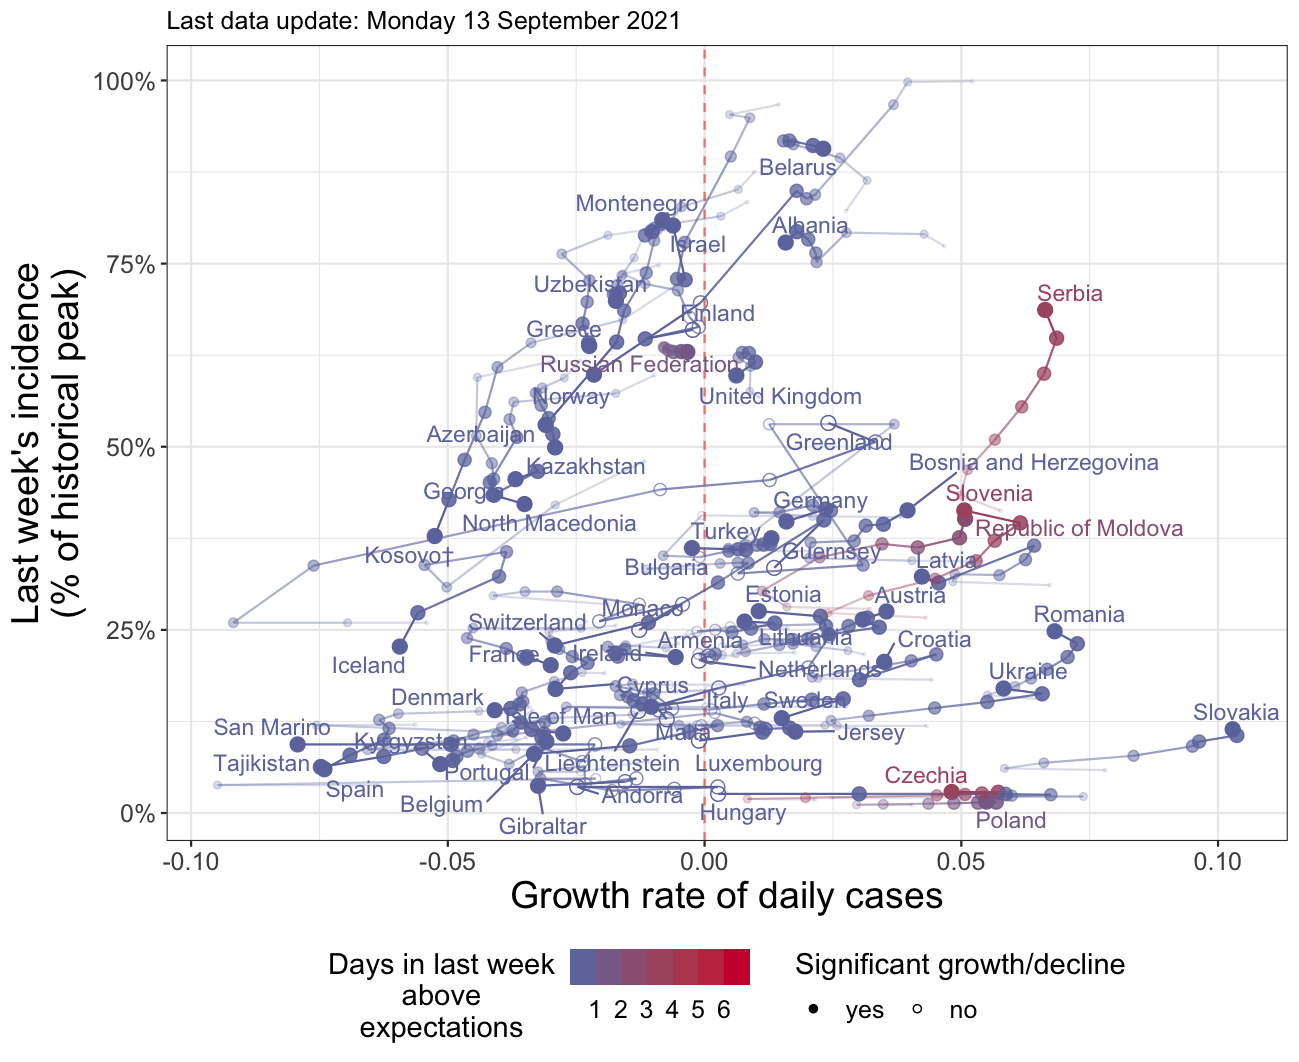 Last data update: Monday 13 September 2021
Last week's incidence
(% of historical peak)
100%
75%
50%
25%
0%
Belarus
Montenegro
Albania
Israel
Uzbekistan
Serbia
Finland
Greece
Russian Federation
Norway
United Kingdom
Azerbaijan
Greenland
Kazakhstan
Bosnia and Herzegovina
Georgia
Slovenia
Germany
North Macedonia
Republic of Moldova
Turkey
Kosovo†
Guernsey
Bulgaria
Latvia
Estonia
Austria
Monaco
Romania
Switzerland
Armenia
Lithuania
Croatia
France
Ireland
Iceland
Netherlands
Ukraine
Cyprus
Denmark
Italy
Sweden
Slovakia
Isle of Man
San Marino
Malta
Jersey
Kyrgyzstan
Tajikistan
Portugal
Liechtenstein
Luxembourg
Czechia
Spain
Belgium
Andorra
Hungary
Poland
Gibraltar
-0.10
-0.05
0.00
0.05
0.10
Growth rate of daily cases
Days in last week
above
expectations
1 2 3 4 5 6
Significant growth/decline
yes
no